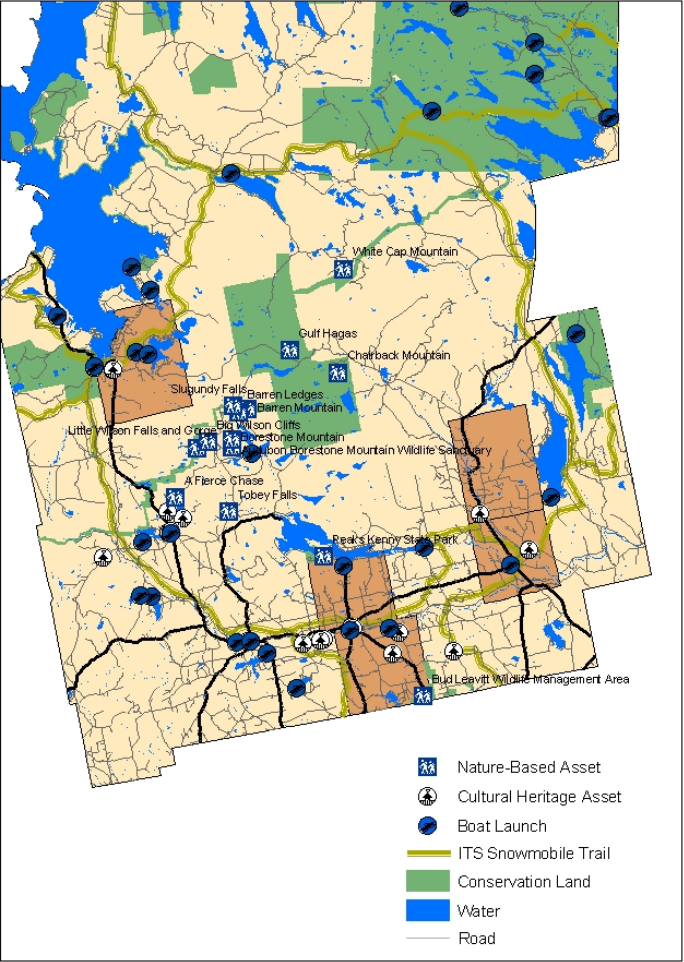 White Cap Mountain
Gulf Hagas
Chairback Mountain
Slugundy Falls
Barren Ledges
Barren Mountain
Big Wilson Cliffs
Little Wilson Falls and Gorge
Borestone Mountain
Borestone Mountain Wildlife Sanctuary
A Fierce Chase
Tobey Falls
Peaks Kenny State Park
Bud Leavitt Wildlife Management Area
Nature-Based Asset
Cultural Heritage Asset
Boat Launch
ITS Snowmobile Trail
Conservation Land
Water
Road